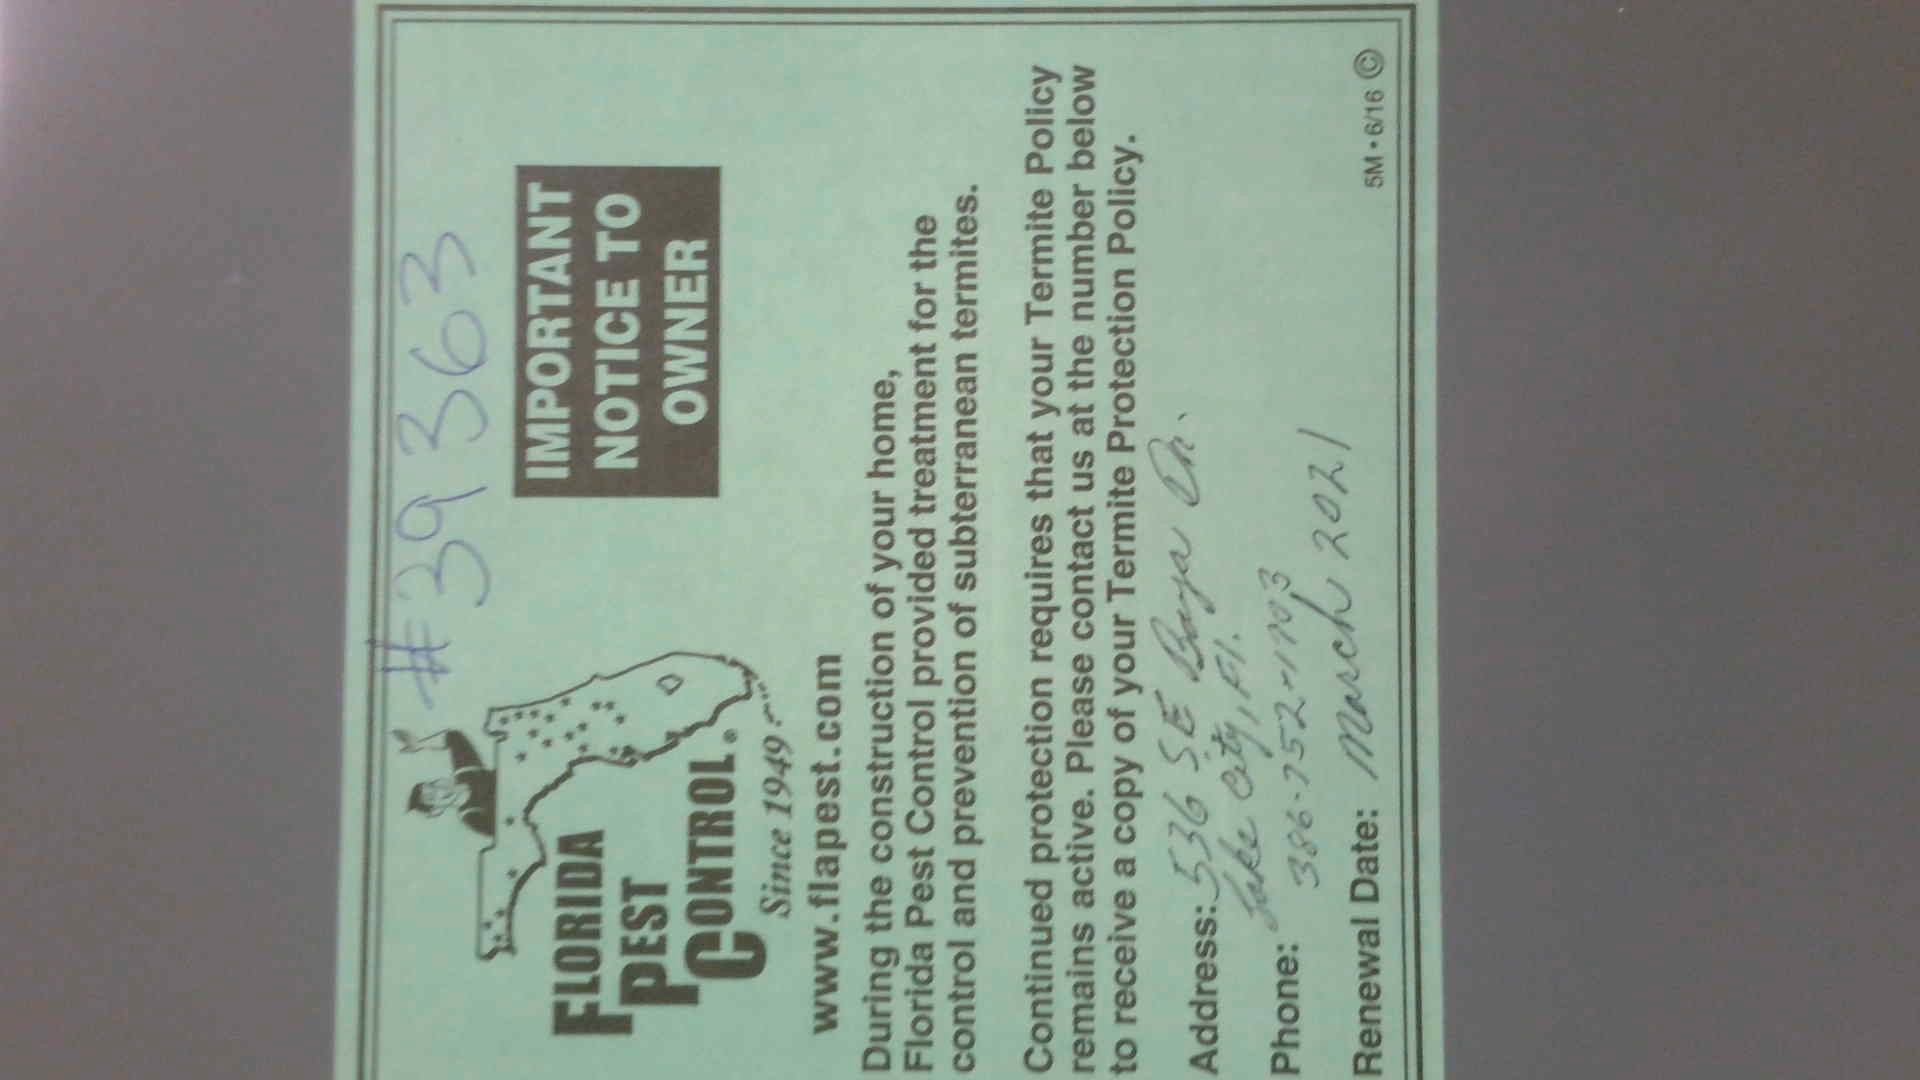 #39363
FLORIDA
PEST
CONTROL®
Since 1949
IMPORTANT
NOTICE TO
OWNER
www.flapest.com
During the construction of your home,
Florida Pest Control provided treatment for the
control and prevention of subterranean termites.
Continued protection requires that your Termite Policy
remains active. Please contact us at the number below
to receive a copy of your Termite Protection Policy.
Address: 536 SE Baya Dr.
Lake City, Fl.
Phone: 386-752-1703
Renewal Date: March 2021
5M • 6/16 ©